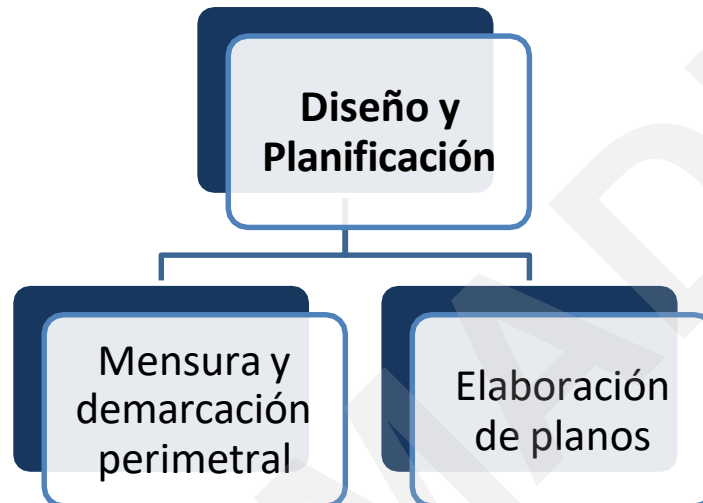 Diseño y
Planificación
Mensura y
demarcación
perimetral
Elaboración
de planos